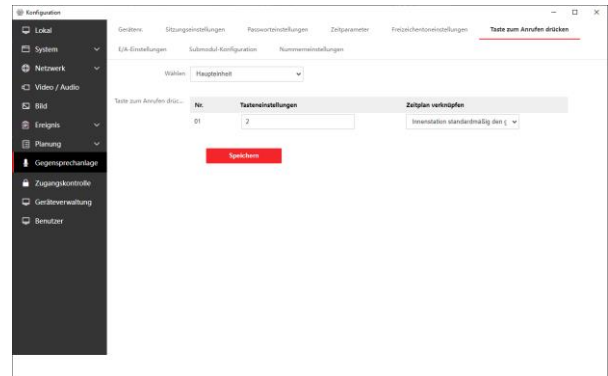 Konfiguration
Lokal
System
Netzwerk
Video / Audio
Bild
Ereignis
Planung
Gegensprechanlage
Zugangskontrolle
Geräteverwaltung
Benutzer
Gerätenr. Sitzungseinstellungen Passworteinstellungen Zeitparameter Freizeichentoneinstellungen Taste zum Anrufen drücken
E/A-Einstellungen Submodul-Konfiguration Nummerneinstellungen
Wählen Haupteinheit
Taste zum Anrufen drüc... Nr. Tasteneinstellungen Zeitplan verknüpfen
01 2 Innenstation standardmäßig den g
Speichern